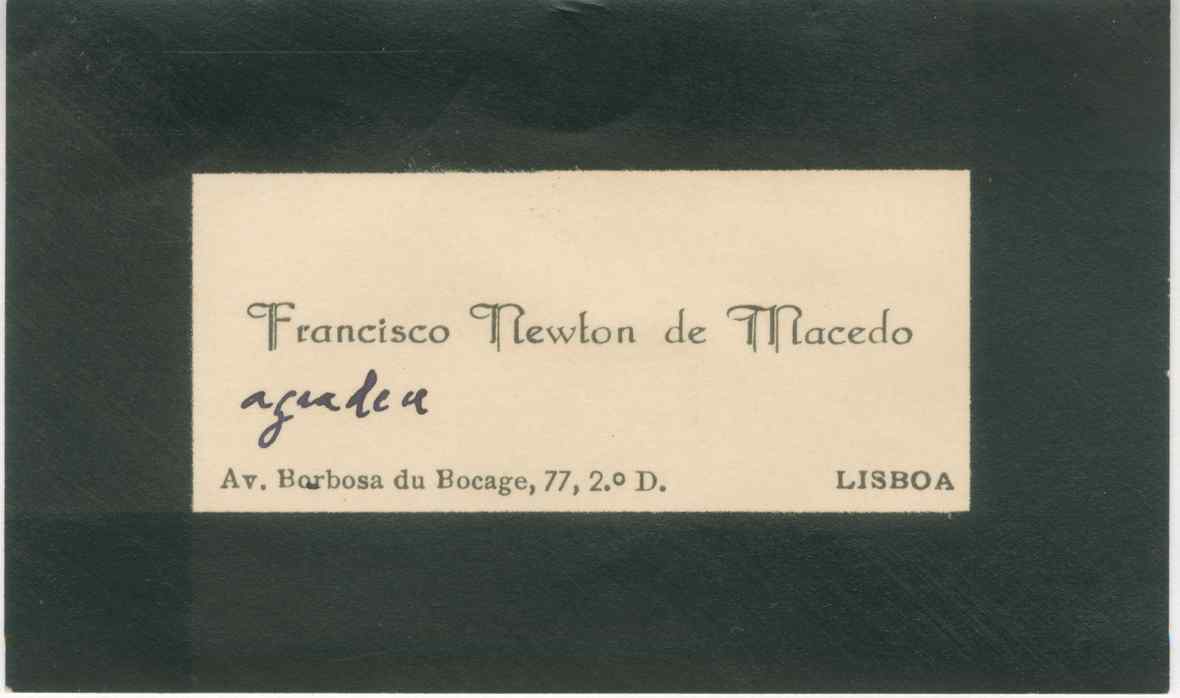 Francisco Newton de Macedo
agradece
Av. Barbosa du Bocage, 77, 2.º D. LISBOA